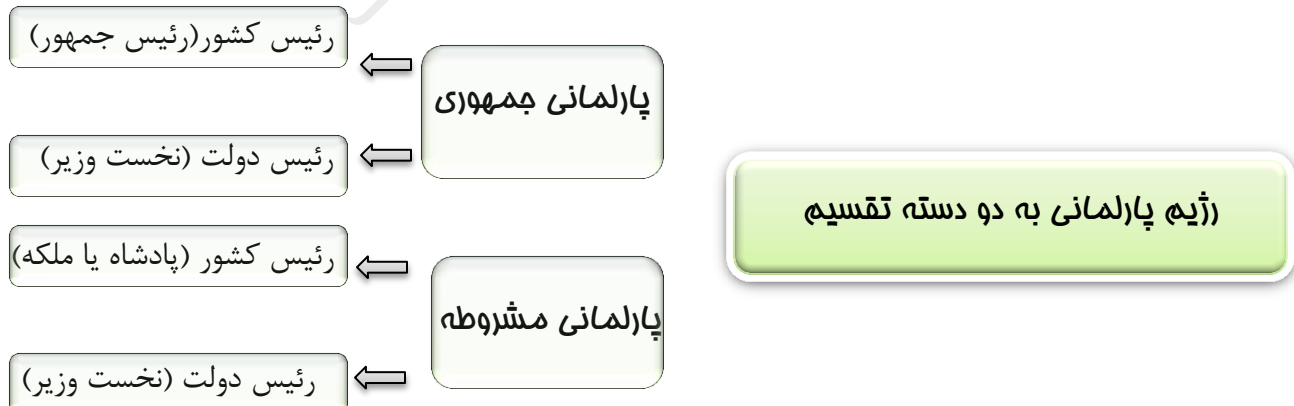 رژیم پارلمانی به دو دسته تقسیم
پارلمانی جمهوری
رئیس کشور(رئیس جمهور)
رئیس دولت (نخست وزیر)
پارلمانی مشروطه
رئیس کشور (پادشاه یا ملکه)
رئیس دولت (نخست وزیر)